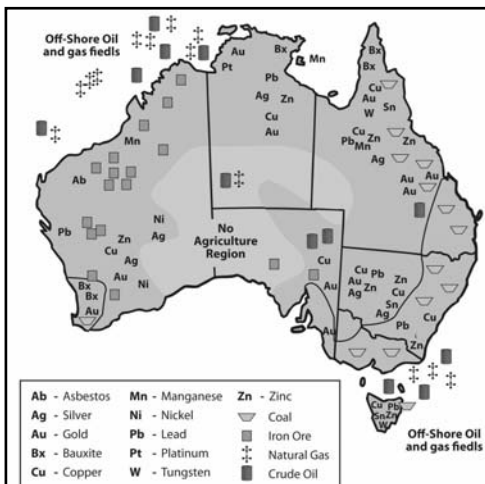 Off-Shore Oil
and gas fiedls
Au
Bx
Mn
Pt
Pb
Ag
Zn
Cu
Au
Bx
Bx
Cu
Au
Sn
W
Cu
Pb
Zn
Mn
Zn
Ag
Au
Au
Au
Mn
Ab
Pb
Ni
Zn
Ag
Cu
Ag
Au
Ni
Bx
Bx
Au
No
Agriculture
Region
Cu
Au
Au
Cu
Pb
Au
Zn
Ag
Zn
Cu
Sn
Ag
Pb
Cu
Zn
Cu
Pb
Sn
Zn
W
Off-Shore Oil
and gas fiedls
Ab - Asbestos
Ag - Silver
Au - Gold
Bx - Bauxite
Cu - Copper
Mn - Manganese
Ni - Nickel
Pb - Lead
Pt - Platinum
W - Tungsten
Zn - Zinc
Coal
Iron Ore
Natural Gas
Crude Oil